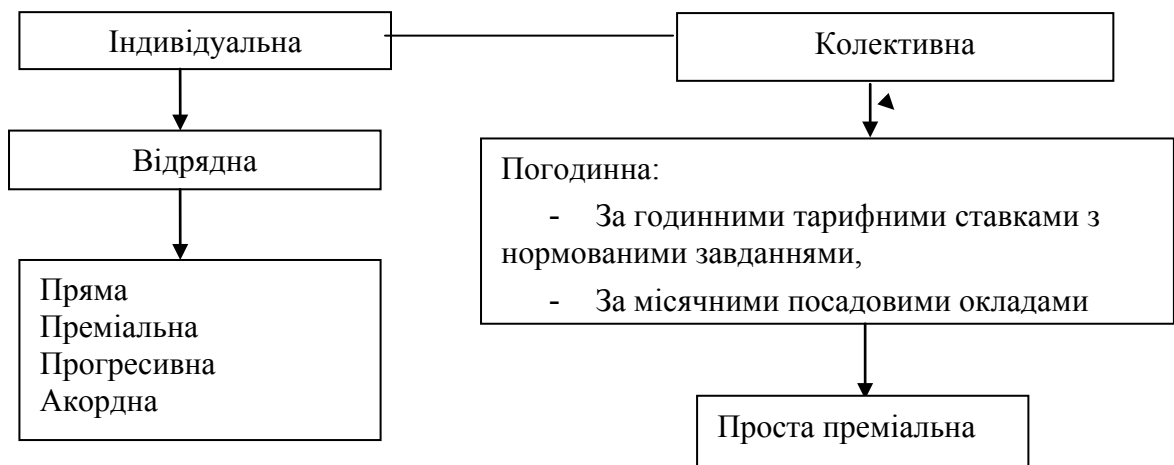 Індивідуальна
Колективна
Відрядна
Погодинна:
- За годинними тарифними ставками з
нормованими завданнями,
- За місячними посадовими окладами
Пряма
Преміальна
Прогресивна
Акордна
Проста преміальна